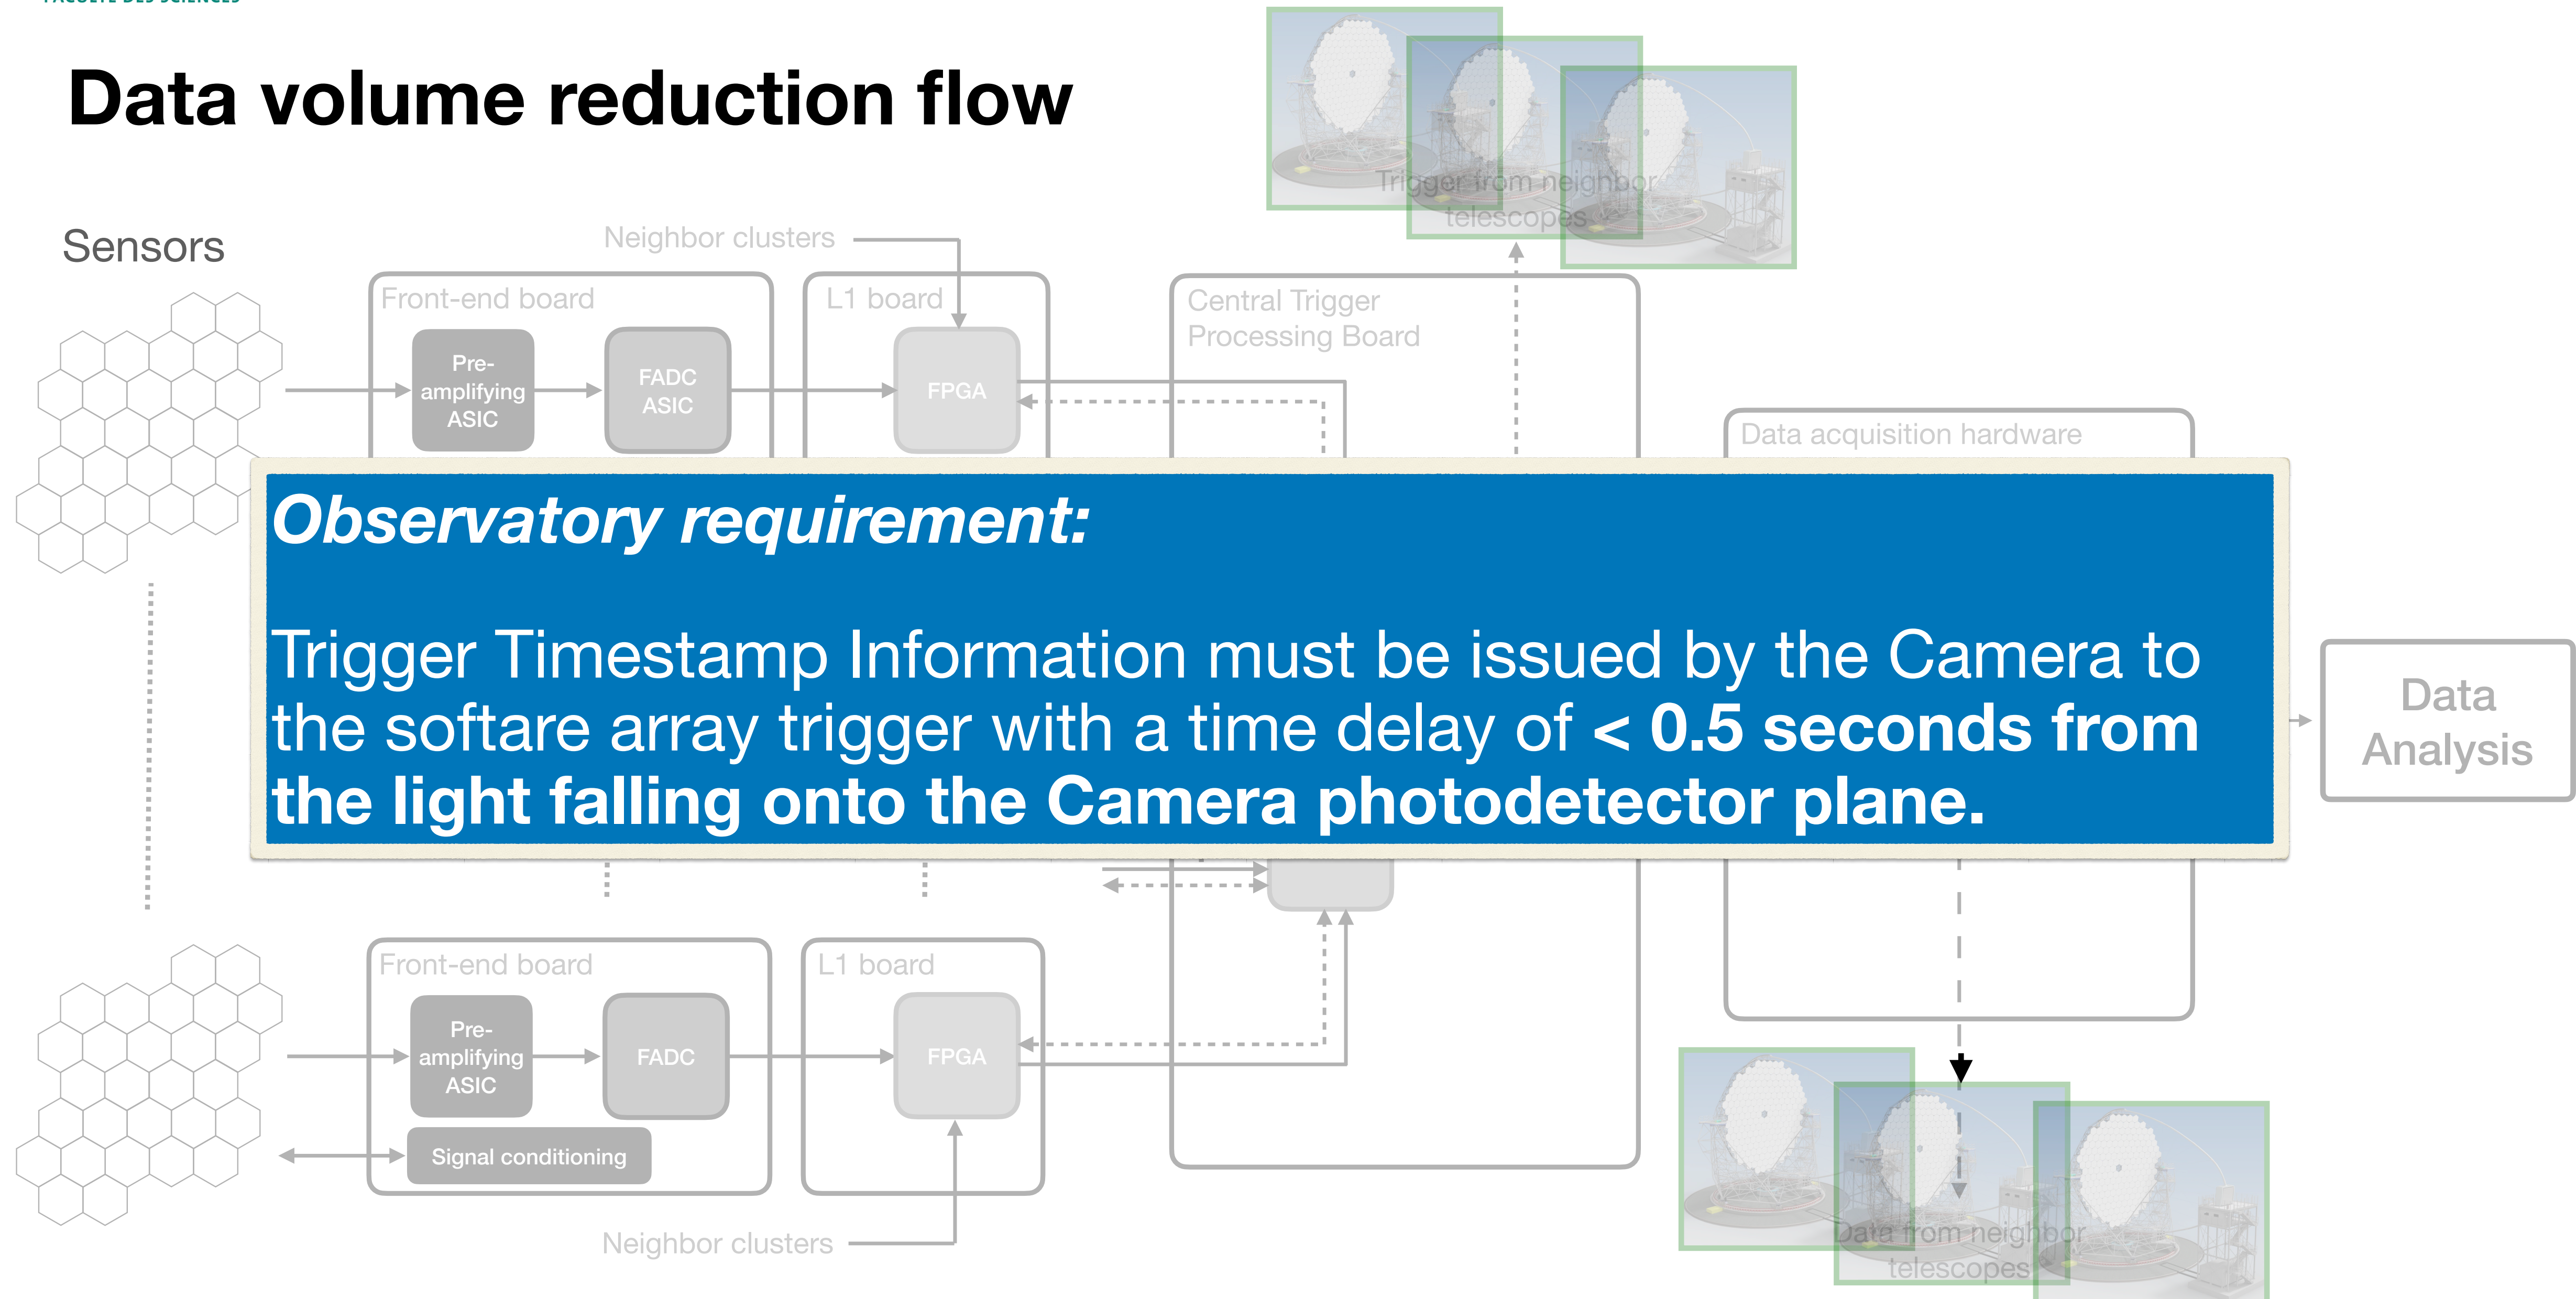 FACULTÉ DES SCIENCES
Data volume reduction flow
Trigger from neighbor
telescopes
Sensors
Neighbor clusters
Front-end board
L1 board
Central Trigger
Processing Board
Pre-
amplifying
ASIC
FADC
ASIC
FPGA
Data acquisition hardware
Observatory requirement:
Trigger Timestamp Information must be issued by the Camera to
the softare array trigger with a time delay of < 0.5 seconds from
the light falling onto the Camera photodetector plane.
Data
Analysis
Front-end board
L1 board
Pre-
amplifying
ASIC
FADC
FPGA
Signal conditioning
Neighbor clusters
Data from neighbor
telescopes